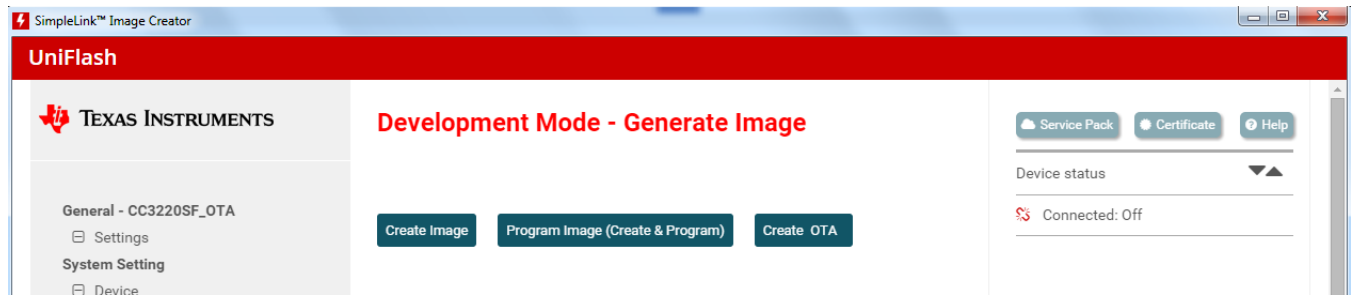 SimpleLink™ Image Creator
UniFlash
TEXAS INSTRUMENTS
General - CC3220SF_OTA
Settings
System Setting
Device
Development Mode - Generate Image
Create Image
Program Image (Create & Program)
Create OTA
Service Pack
Certificate
Help
Device status
Connected: Off